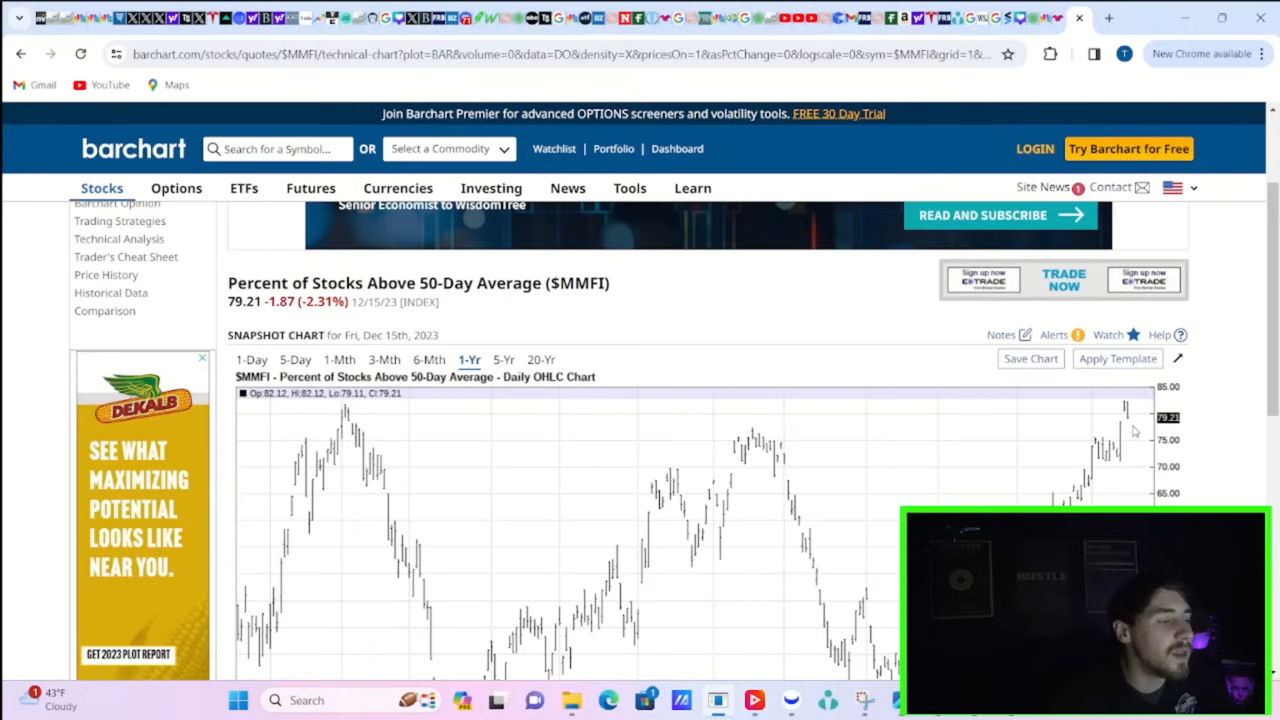 barchart.com/stocks/quotes/$MMFI/technical-chart?plot=BAR&volume=0&data=DO&density=X&pricesOn=1&asPctChange=0&logscale=0&sym=$MMFI&grid=1&...
New Chrome available
Gmail YouTube Maps
Join Barchart Premier for advanced OPTIONS screeners and volatility tools. FREE 30 Day Trial
barchart Search for a Symbol... OR Select a Commodity Watchlist | Portfolio | Dashboard LOGIN Try Barchart for Free
Stocks Options ETFs Futures Currencies Investing News Tools Learn Site News 1 Contact
Barchart Opinion
Trading Strategies
Technical Analysis
Trader's Cheat Sheet
Price History
Historical Data
Comparison
Senior Economist to WisdomTree
READ AND SUBSCRIBE
Percent of Stocks Above 50-Day Average ($MMFI)
79.21 -1.87 (-2.31%) 12/15/23 [INDEX]
Sign up now
E*TRADE
TRADE
NOW
Sign up now
E*TRADE
SNAPSHOT CHART for Fri, Dec 15th, 2023
Notes Alerts Watch Help
1-Day 5-Day 1-Mth 3-Mth 6-Mth 1-Yr 5-Yr 20-Yr
Save Chart Apply Template
$MMFI - Percent of Stocks Above 50-Day Average - Daily OHLC Chart
Op:82.12, Hi:82.12, Lo:79.11, Cl:79.21
85.00
79.21
75.00
70.00
65.00
DEKALB
SEE WHAT
MAXIMIZING
POTENTIAL
LOOKS LIKE
NEAR YOU.
GET 2023 PLOT REPORT
HUSTLE
1
43°F
Cloudy
Search